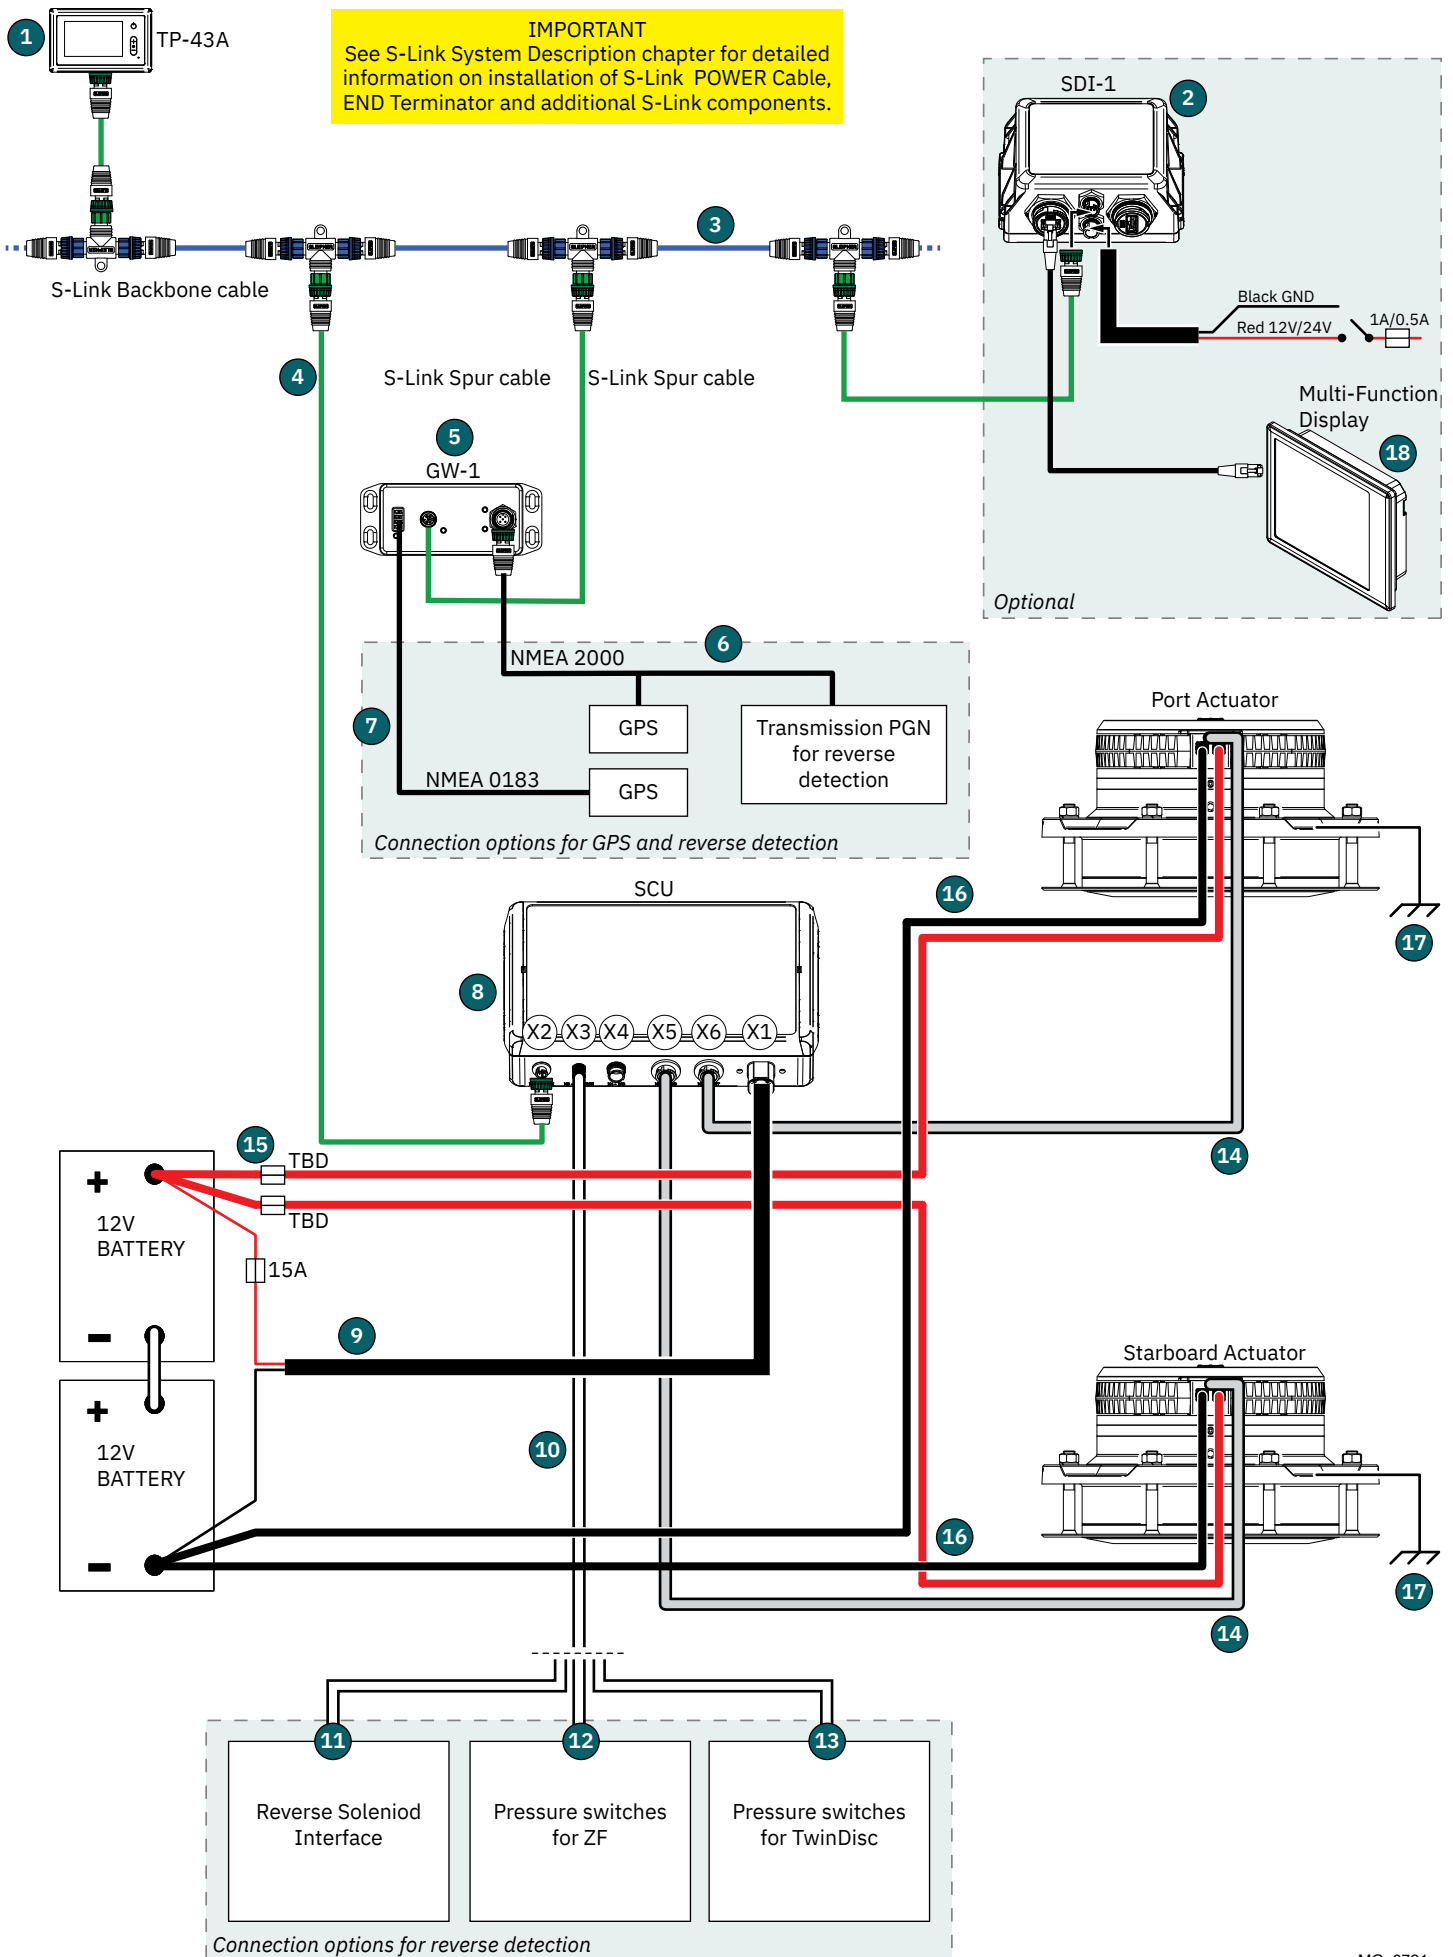 1
TP-43A
IMPORTANT
See S-Link System Description chapter for detailed
information on installation of S-Link POWER Cable,
END Terminator and additional S-Link components.
SDI-1
2
3
S-Link Backbone cable
Black GND
Red 12V/24V
1A/0.5A
4
S-Link Spur cable
S-Link Spur cable
Multi-Function
Display
18
5
GW-1
Optional
6
NMEA 2000
7
GPS
Transmission PGN
for reverse
detection
NMEA 0183
GPS
Connection options for GPS and reverse detection
Port Actuator
SCU
16
17
8
X2
X3
X4
X5
X6
X1
15
TBD
14
+
12V
BATTERY
TBD
15A
-
9
Starboard Actuator
+
12V
BATTERY
10
-
16
17
14
11
12
13
Reverse Soleniod
Interface
Pressure switches
for ZF
Pressure switches
for TwinDisc
Connection options for reverse detection